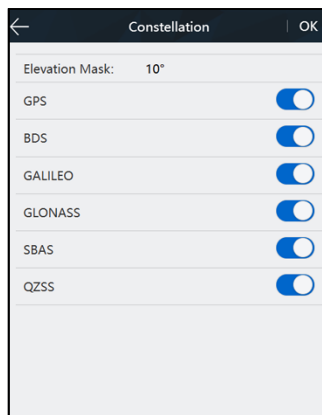 Constellation OK
Elevation Mask: 10°
GPS
BDS
GALILEO
GLONASS
SBAS
QZSS